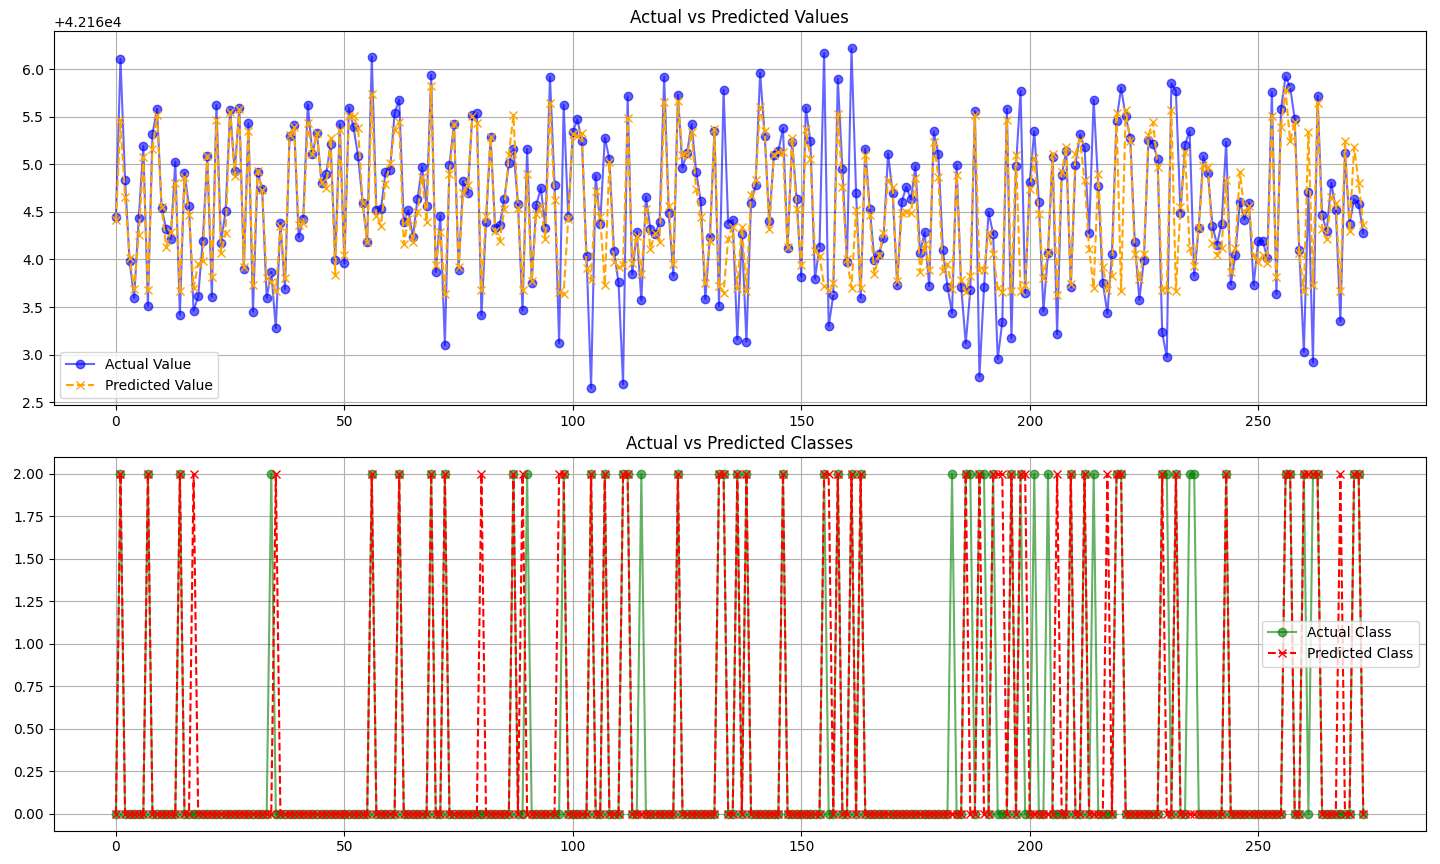 Actual vs Predicted Values
+4.216e4
6.0
5.5
5.0
4.5
4.0
3.5
3.0
2.5
Actual Value
Predicted Value
0 50 100 150 200 250
Actual vs Predicted Classes
2.00
1.75
1.50
1.25
1.00
0.75
0.50
0.25
0.00
Actual Class
Predicted Class
0 50 100 150 200 250